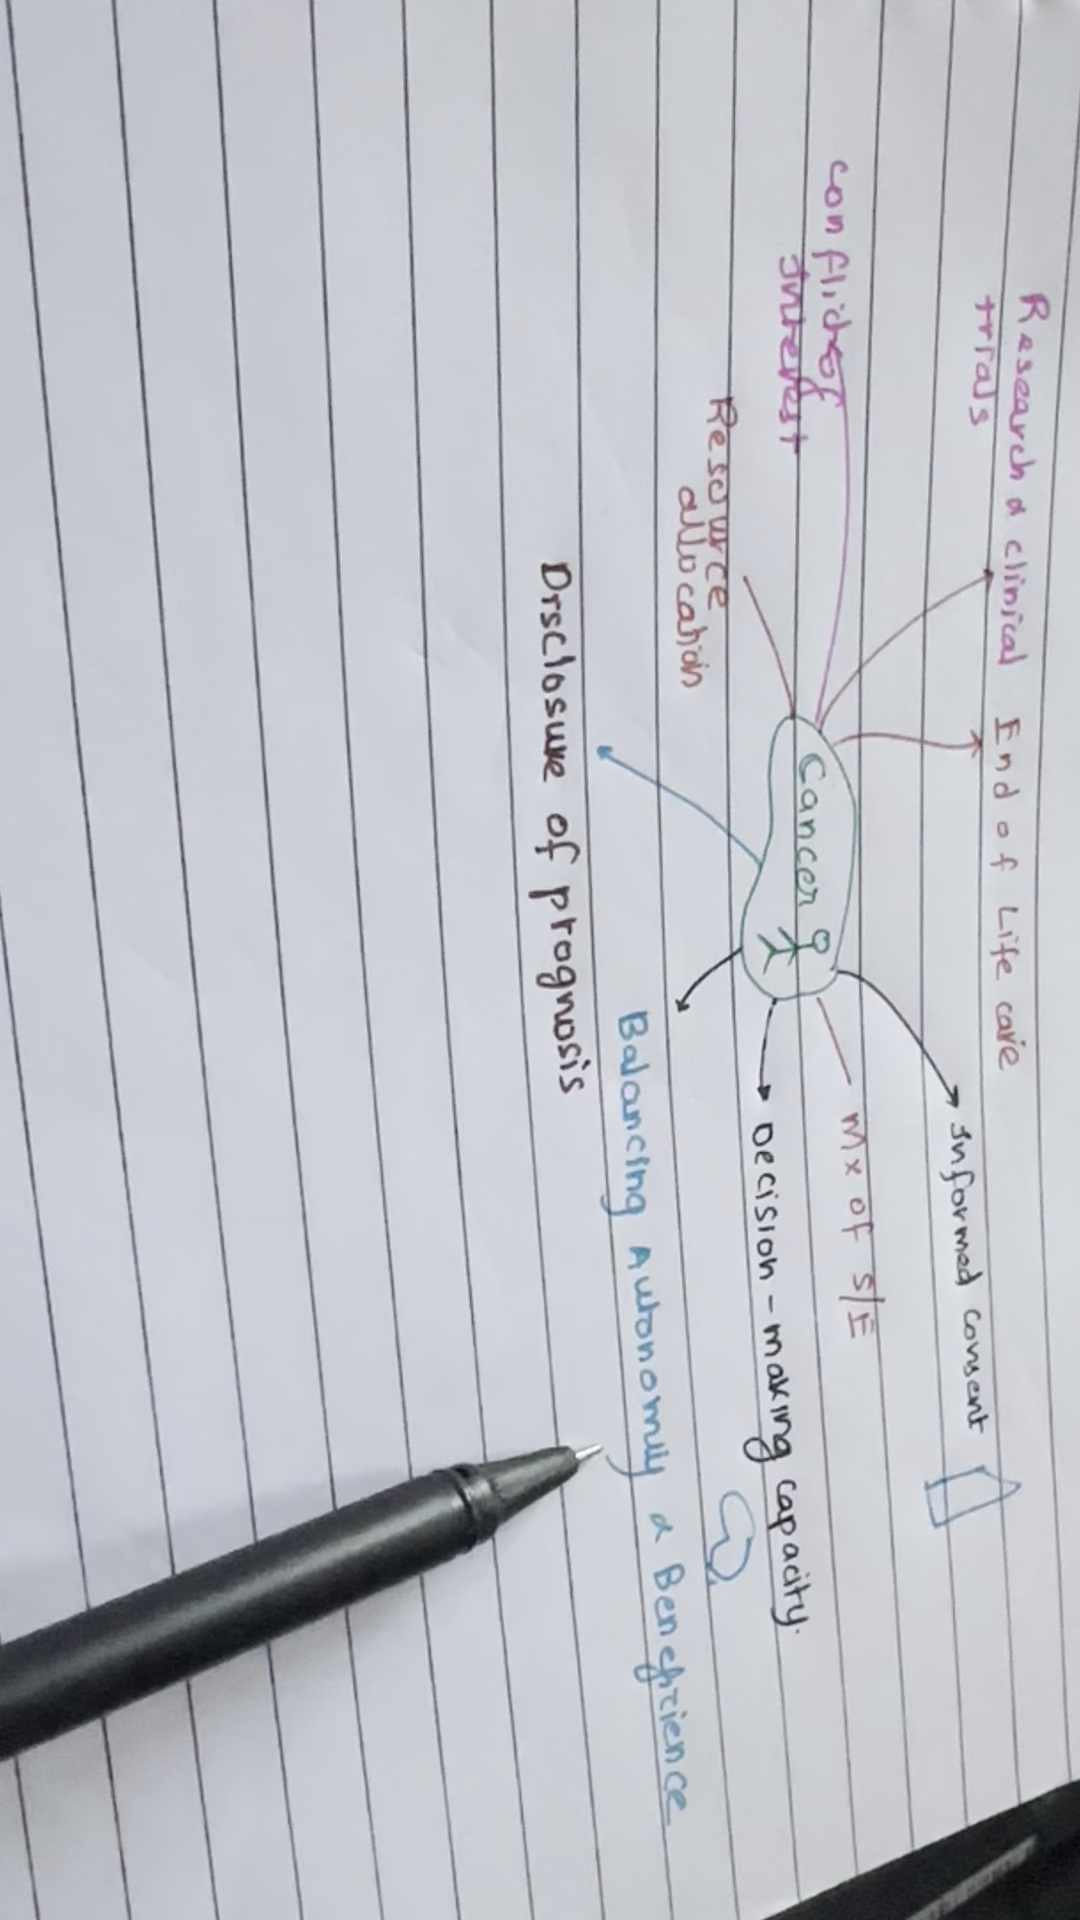 Research & clinical
trials
End of Life care
conflict of
Interest
Resource
allocation
Cancer
Informed consent
Mx of S/E
Decision-making capacity.
Balancing Autonomy & Beneficience
Disclosure of prognosis